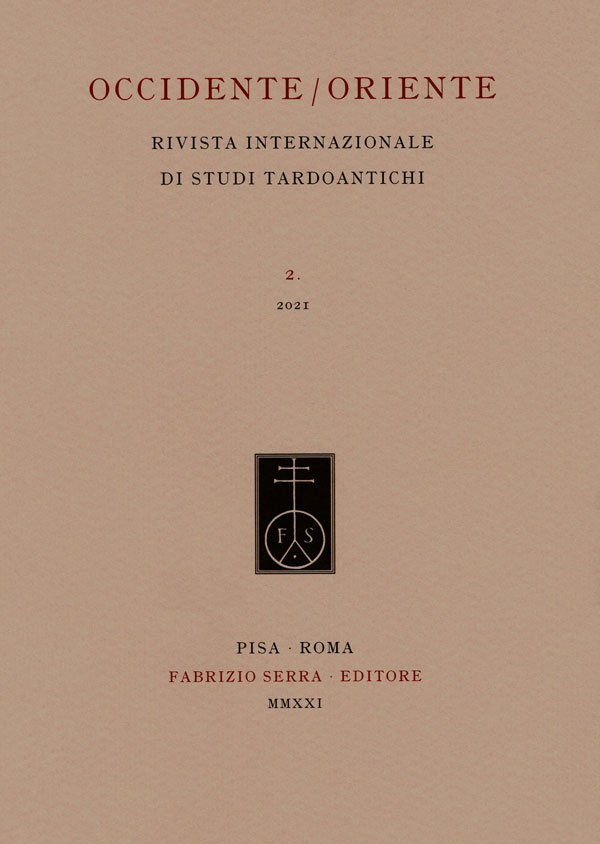 OCCIDENTE/ORIENTE
RIVISTA INTERNAZIONALE
DI STUDI TARDOANTICHI
2.
2021
F S
PISA · ROMA
FABRIZIO SERRA · EDITORE
MMXXI